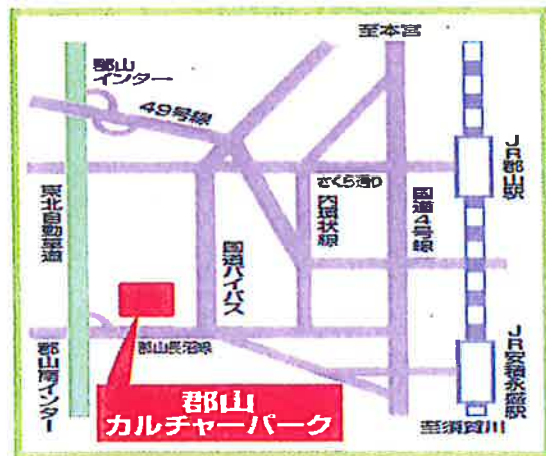 至本宮
郡山
インター
49号線
さくら通り
JR郡山駅
東北自動車道
国道バイパス
内環状線
国道4号線
郡山長沼線
郡山南インター
JR安積永盛駅
郡山
カルチャーパーク
至須賀川